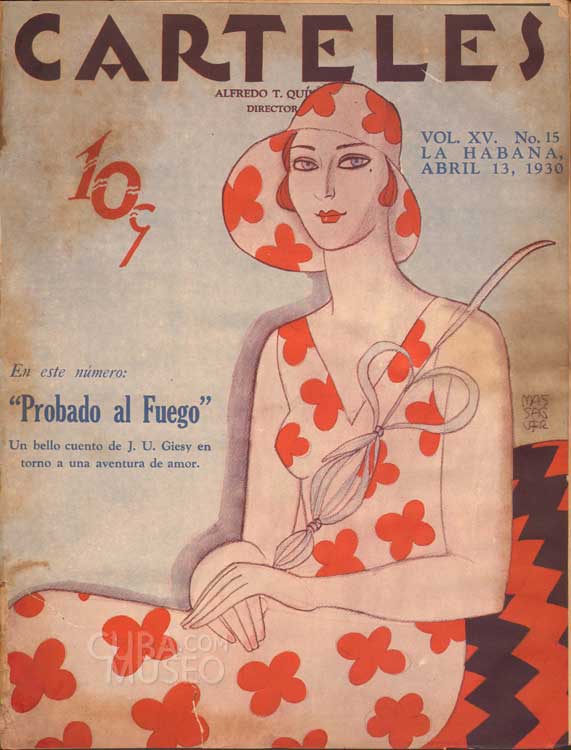 CARTELES
ALFREDO T. 
DIRECTOR
10¢
VOL. XV. No. 15
LA HABANA,
ABRIL 13, 1930
En este número:
"Probado al Fuego"
Un bello cuento de J. U. Giesy en
torno a una aventura de amor.
MAS
SAG
VER
CUBA.COM
MUSEO